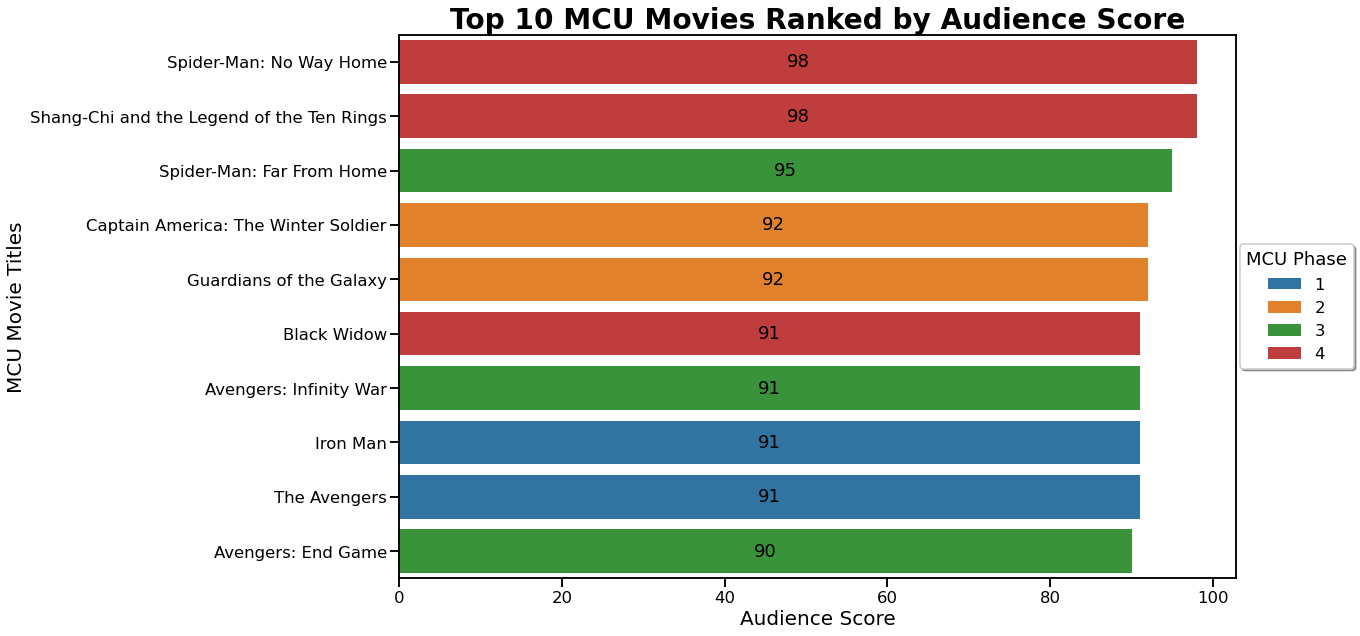 Top 10 MCU Movies Ranked by Audience Score
MCU Movie Titles
Spider-Man: No Way Home
98
Shang-Chi and the Legend of the Ten Rings
98
Spider-Man: Far From Home
95
Captain America: The Winter Soldier
92
Guardians of the Galaxy
92
Black Widow
91
Avengers: Infinity War
91
Iron Man
91
The Avengers
91
Avengers: End Game
90
0 20 40 60 80 100
Audience Score
MCU Phase
1
2
3
4